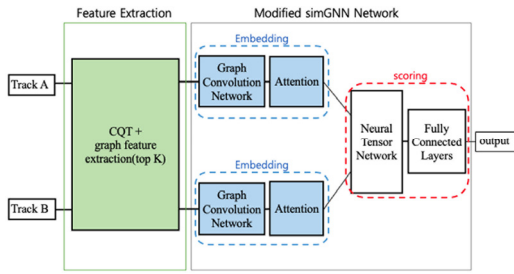 Feature Extraction
Modified simGNN Network
Embedding
Graph
Convolution
Network
Attention
Track A
scoring
CQT +
graph feature
extraction(top K)
Neural
Tensor
Network
Fully
Connected
Layers
output
Embedding
Graph
Convolution
Network
Attention
Track B